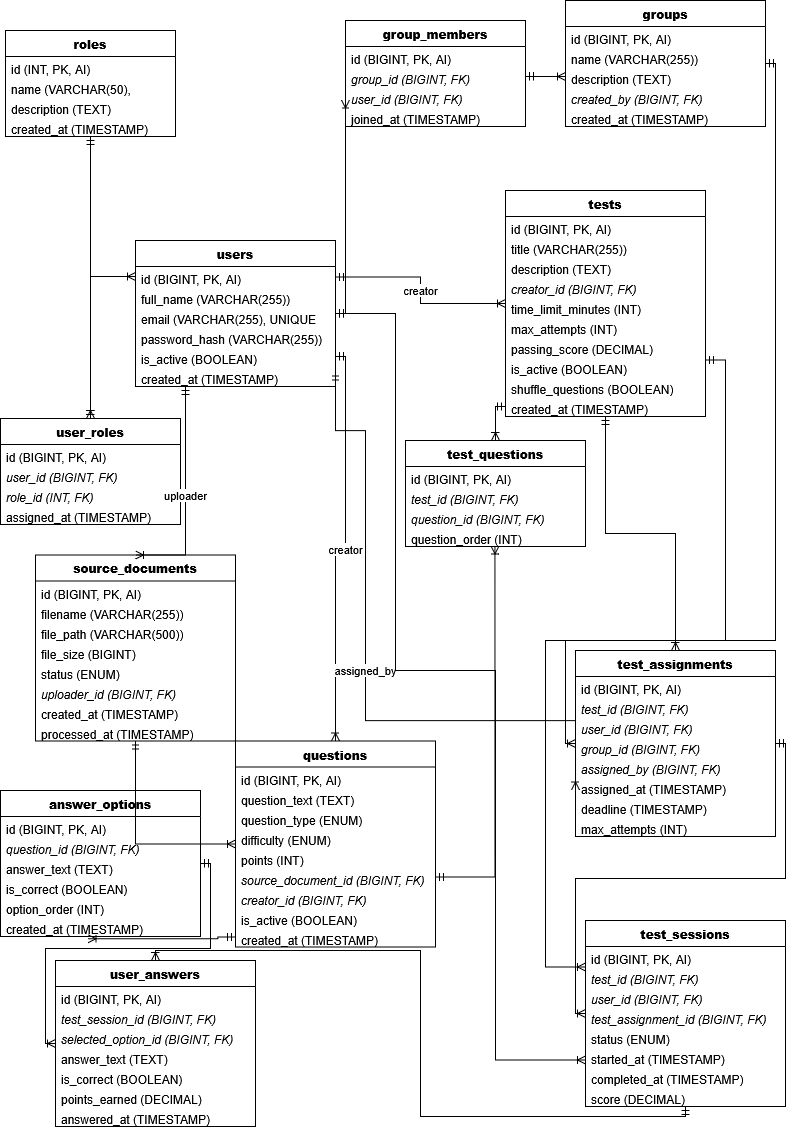 roles
id (INT, PK, AI)
name (VARCHAR(50),
description (TEXT)
created_at (TIMESTAMP)
group_members
id (BIGINT, PK, AI)
group_id (BIGINT, FK)
user_id (BIGINT, FK)
joined_at (TIMESTAMP)
groups
id (BIGINT, PK, AI)
name (VARCHAR(255))
description (TEXT)
created_by (BIGINT, FK)
created_at (TIMESTAMP)
users
id (BIGINT, PK, AI)
full_name (VARCHAR(255))
email (VARCHAR(255), UNIQUE
password_hash (VARCHAR(255))
is_active (BOOLEAN)
created_at (TIMESTAMP)
creator
tests
id (BIGINT, PK, AI)
title (VARCHAR(255))
description (TEXT)
creator_id (BIGINT, FK)
time_limit_minutes (INT)
max_attempts (INT)
passing_score (DECIMAL)
is_active (BOOLEAN)
shuffle_questions (BOOLEAN)
created_at (TIMESTAMP)
user_roles
id (BIGINT, PK, AI)
user_id (BIGINT, FK)
role_id (INT, FK)
assigned_at (TIMESTAMP)
uploader
test_questions
id (BIGINT, PK, AI)
test_id (BIGINT, FK)
question_id (BIGINT, FK)
question_order (INT)
creator
source_documents
id (BIGINT, PK, AI)
filename (VARCHAR(255))
file_path (VARCHAR(500))
file_size (BIGINT)
status (ENUM)
uploader_id (BIGINT, FK)
created_at (TIMESTAMP)
processed_at (TIMESTAMP)
assigned_by
test_assignments
id (BIGINT, PK, AI)
test_id (BIGINT, FK)
user_id (BIGINT, FK)
group_id (BIGINT, FK)
assigned_by (BIGINT, FK)
assigned_at (TIMESTAMP)
deadline (TIMESTAMP)
max_attempts (INT)
questions
id (BIGINT, PK, AI)
question_text (TEXT)
question_type (ENUM)
difficulty (ENUM)
points (INT)
source_document_id (BIGINT, FK)
creator_id (BIGINT, FK)
is_active (BOOLEAN)
created_at (TIMESTAMP)
answer_options
id (BIGINT, PK, AI)
question_id (BIGINT, FK)
answer_text (TEXT)
is_correct (BOOLEAN)
option_order (INT)
created_at (TIMESTAMP)
user_answers
id (BIGINT, PK, AI)
test_session_id (BIGINT, FK)
selected_option_id (BIGINT, FK)
answer_text (TEXT)
is_correct (BOOLEAN)
points_earned (DECIMAL)
answered_at (TIMESTAMP)
test_sessions
id (BIGINT, PK, AI)
test_id (BIGINT, FK)
user_id (BIGINT, FK)
test_assignment_id (BIGINT, FK)
status (ENUM)
started_at (TIMESTAMP)
completed_at (TIMESTAMP)
score (DECIMAL)